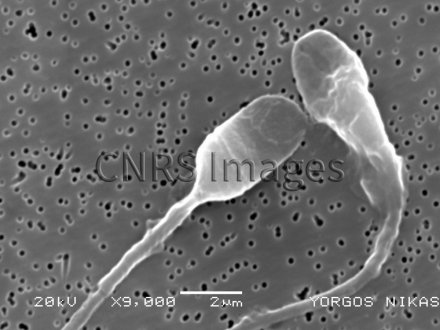 CNRS Images
20kV X9,000 2μm YORGOS NIKAS